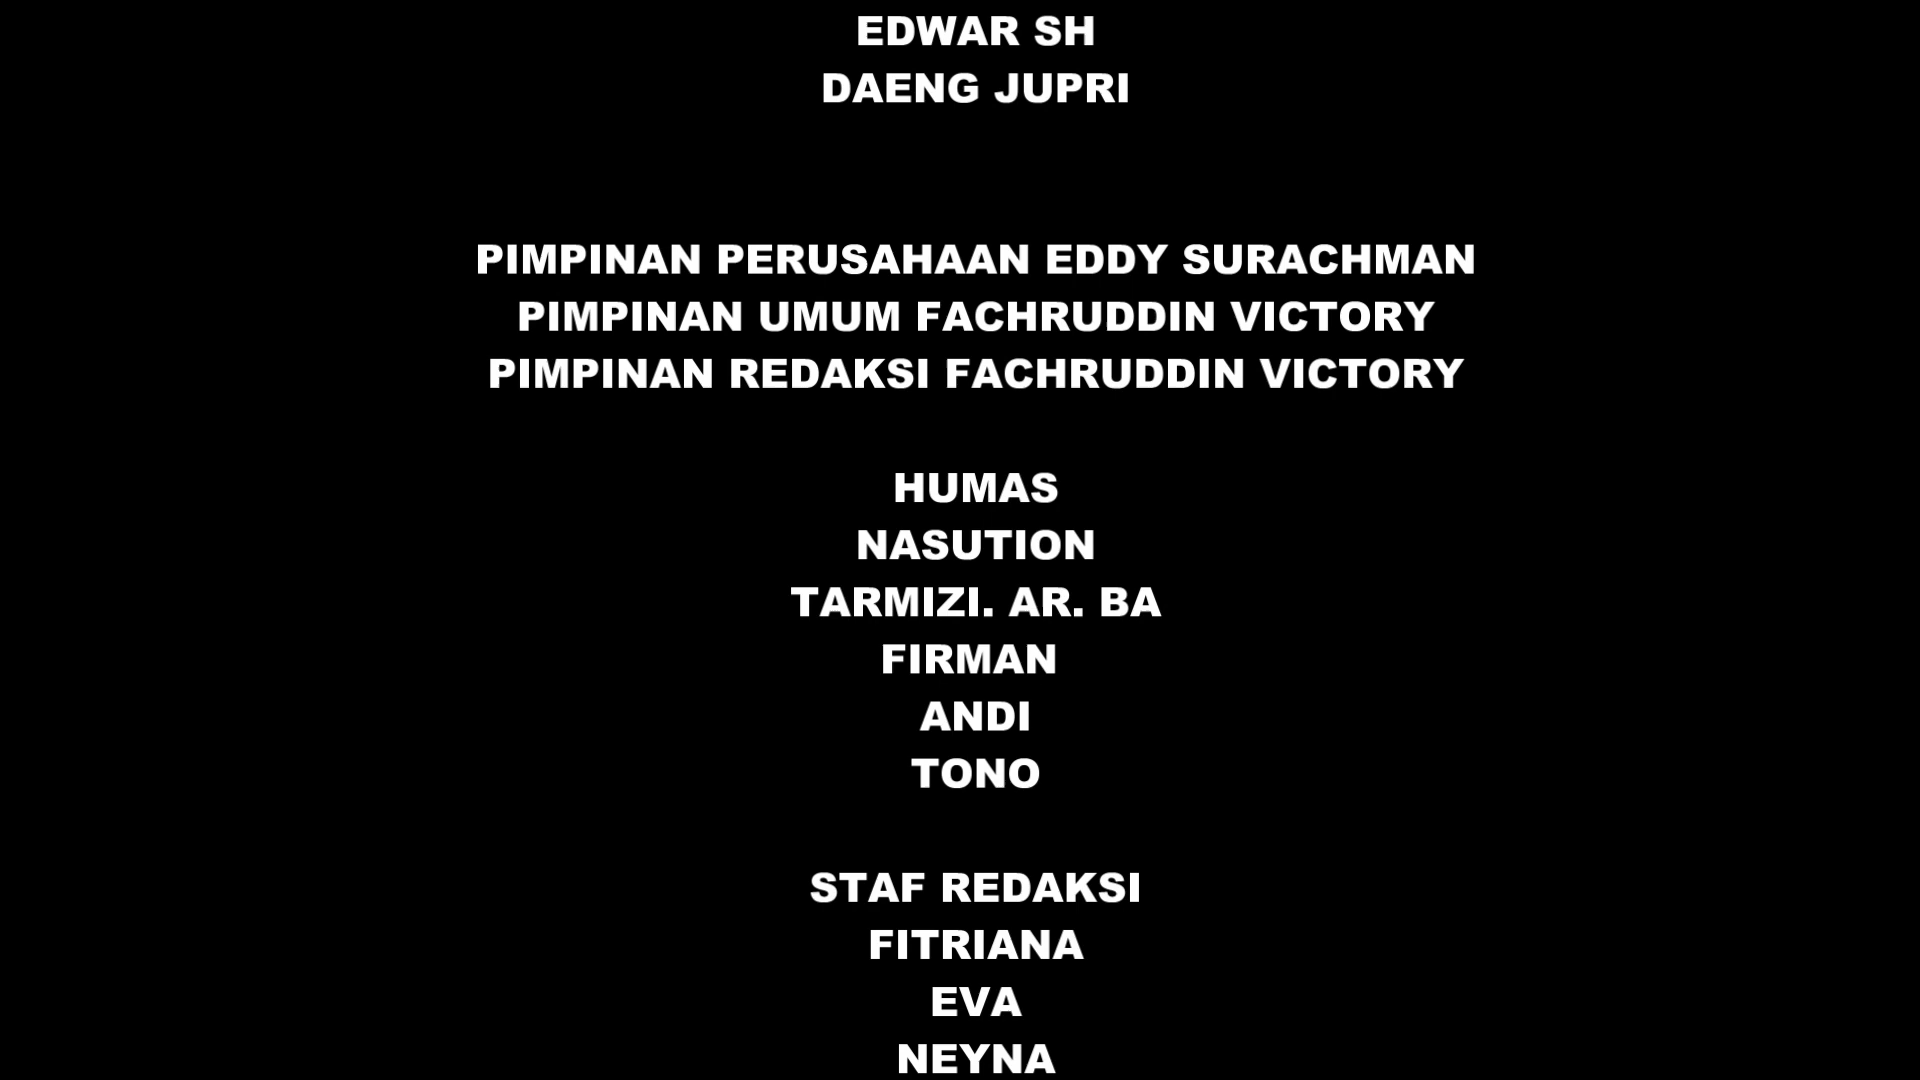 EDWAR SH
DAENG JUPRI
PIMPINAN PERUSAHAAN EDDY SURACHMAN
PIMPINAN UMUM FACHRUDDIN VICTORY
PIMPINAN REDAKSI FACHRUDDIN VICTORY
HUMAS
NASUTION
TARMIZI. AR. BA
FIRMAN
ANDI
TONO
STAF REDAKSI
FITRIANA
EVA
NEYNA